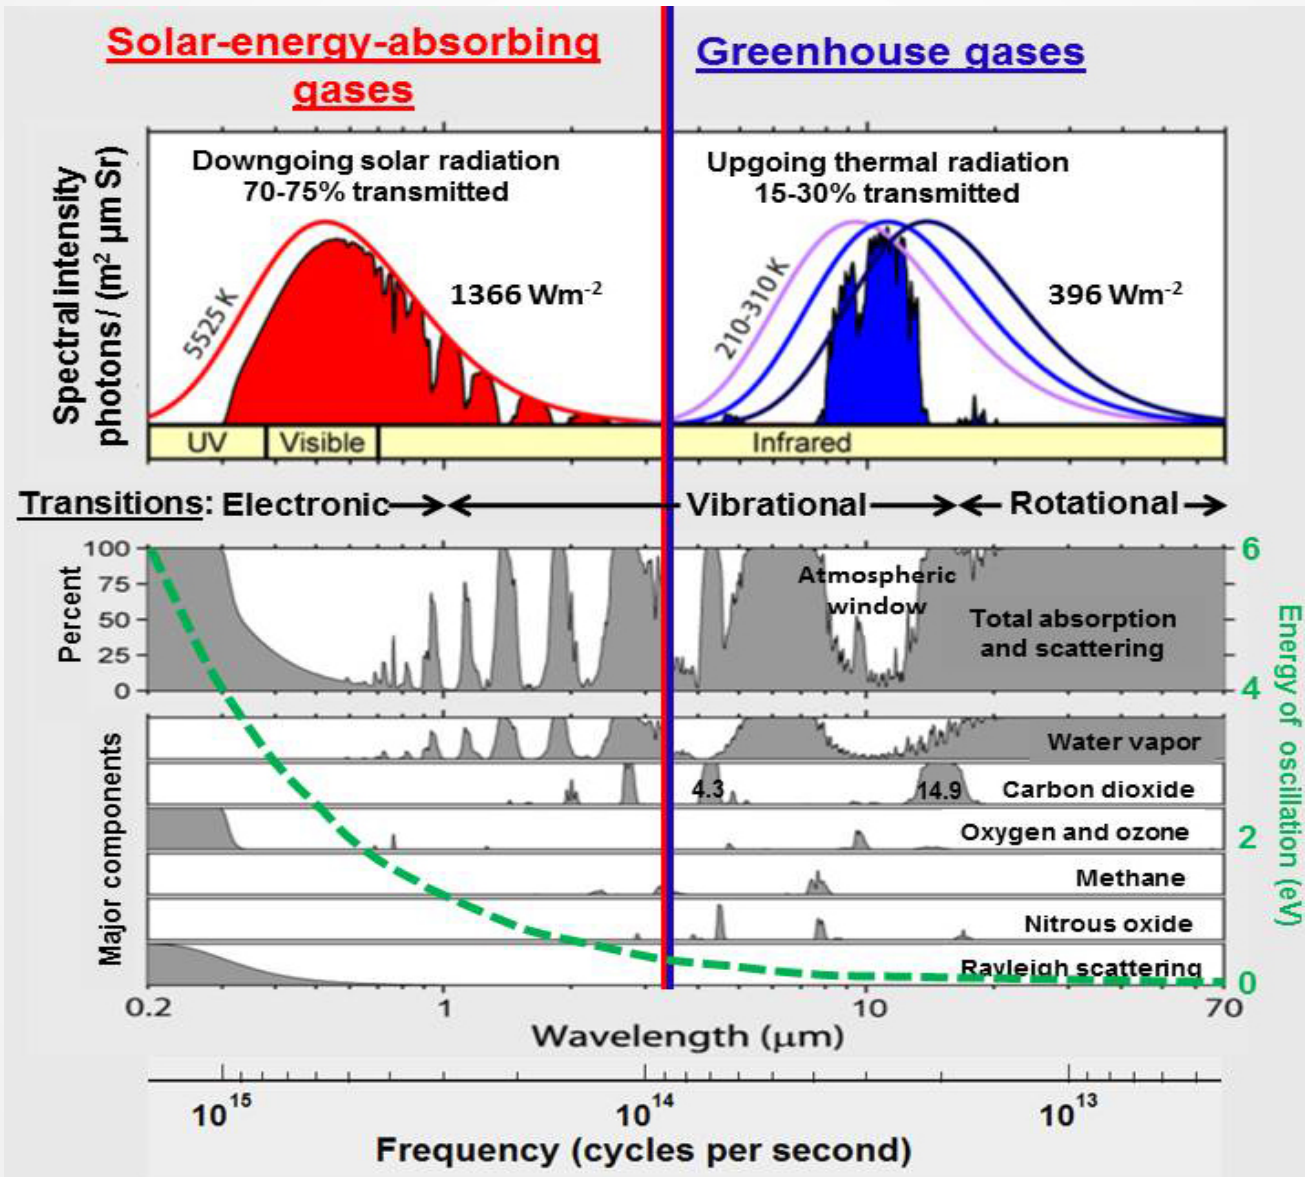 Solar-energy-absorbing
gases
Greenhouse gases
Spectral intensity
photons/ (m² µm Sr)
Downgoing solar radiation
70-75% transmitted
5525 K
1366 Wm⁻²
Upgoing thermal radiation
15-30% transmitted
210-310 K
396 Wm⁻²
UV
Visible
Infrared
Transitions: Electronic
Vibrational
Rotational
Percent
100
75
50
25
0
Atmospheric
window
Total absorption
and scattering
6
4
2
0
Energy of oscillation (eV)
Major components
Water vapor
4.3
14.9
Carbon dioxide
Oxygen and ozone
Methane
Nitrous oxide
Rayleigh scattering
0.2
1
10
70
Wavelength (µm)
10¹⁵
10¹⁴
10¹³
Frequency (cycles per second)